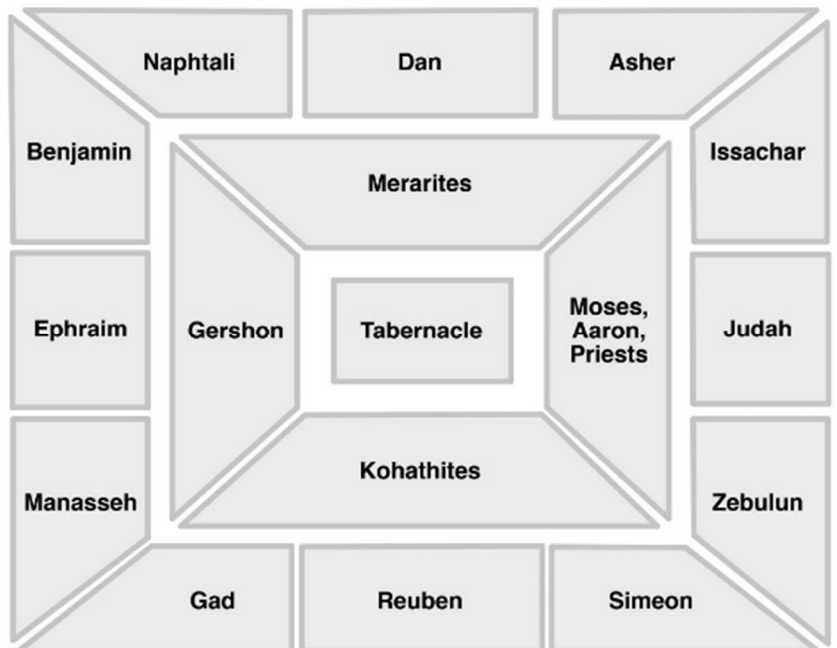 Naphtali
Dan
Asher
Benjamin
Issachar
Merarites
Ephraim
Gershon
Tabernacle
Moses,
Aaron,
Priests
Judah
Kohathites
Manasseh
Zebulun
Gad
Reuben
Simeon